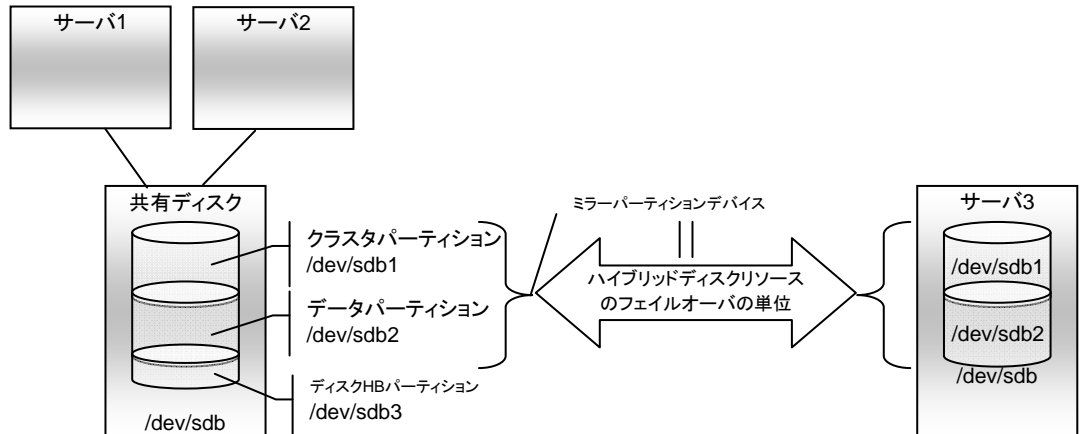 サーバ1
サーバ2
共有ディスク
クラスタパーティション
/dev/sdb1
データパーティション
/dev/sdb2
ディスクHBパーティション
/dev/sdb3
/dev/sdb
ミラーパーティションデバイス
ハイブリッドディスクリソース
のフェイルオーバの単位
サーバ3
/dev/sdb1
/dev/sdb2
/dev/sdb